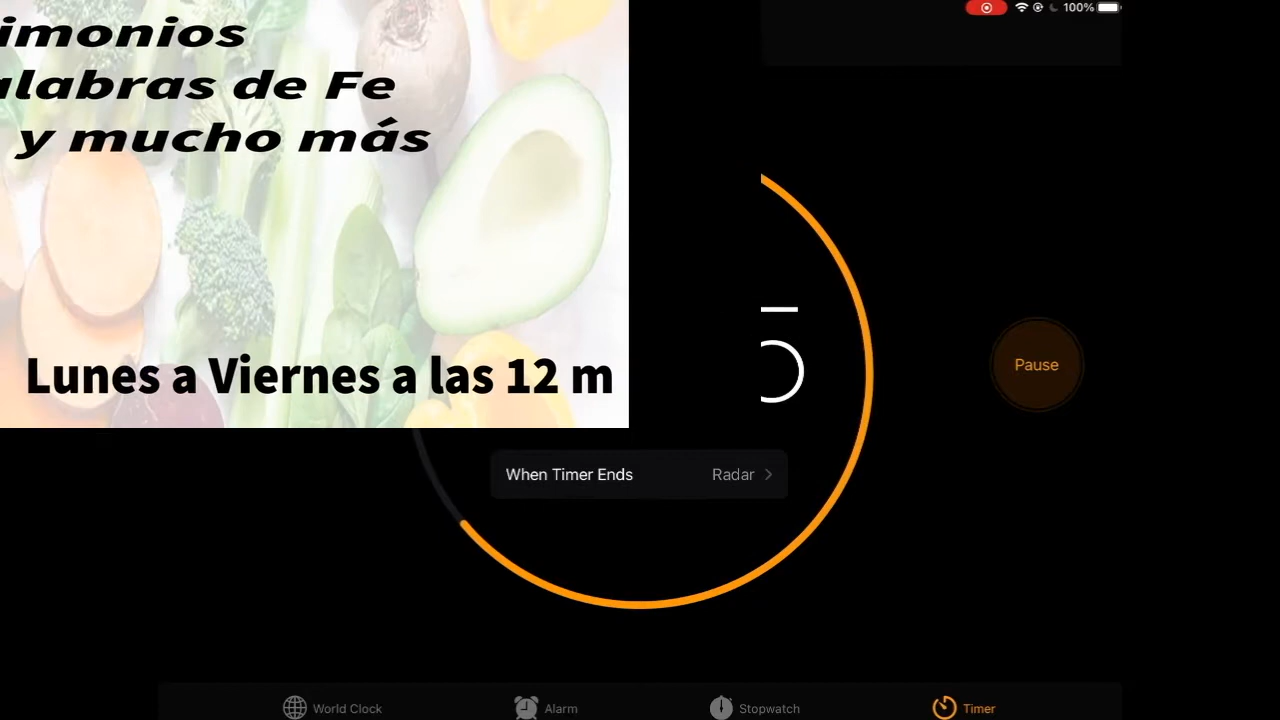 imonios
alabras de Fe
y mucho más
Lunes a Viernes a las 12 m
100%
Pause
When Timer Ends Radar
World Clock Alarm Stopwatch Timer